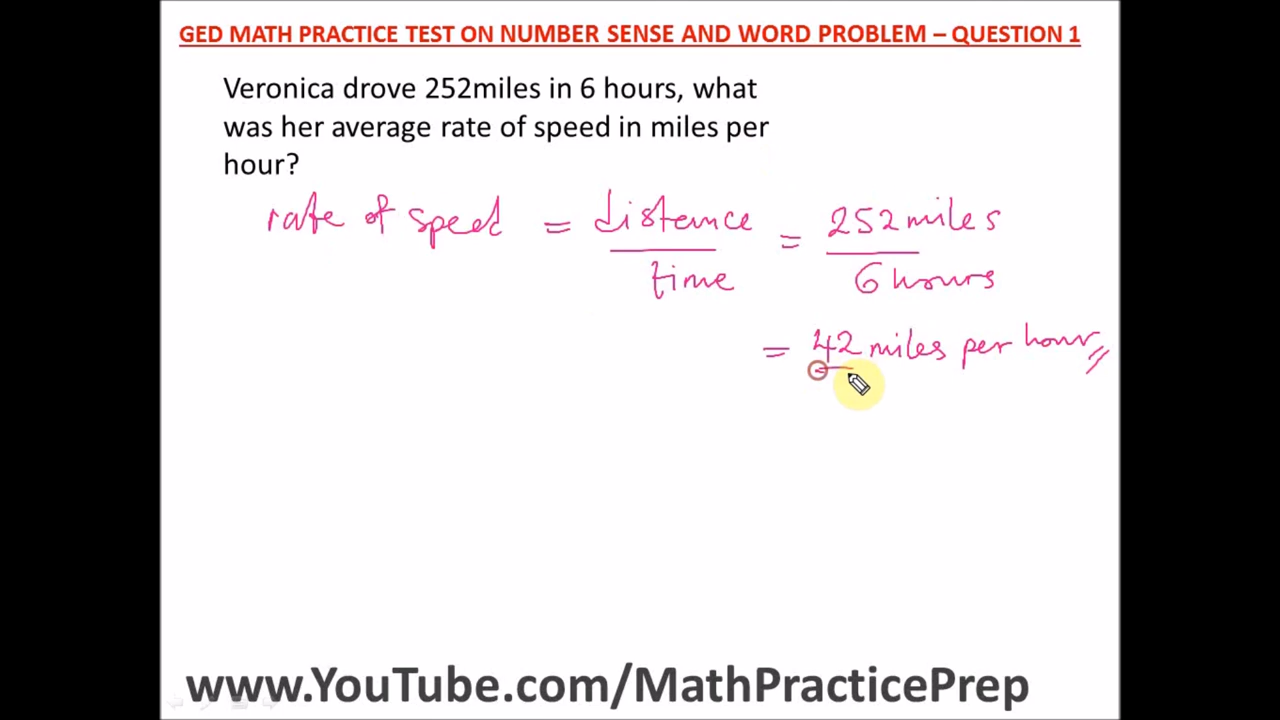 GED MATH PRACTICE TEST ON NUMBER SENSE AND WORD PROBLEM – QUESTION 1
Veronica drove 252miles in 6 hours, what
was her average rate of speed in miles per
hour?
rate of speed = distance / time = 252 miles / 6 hours
= 42 miles per hour
www.YouTube.com/MathPracticePrep